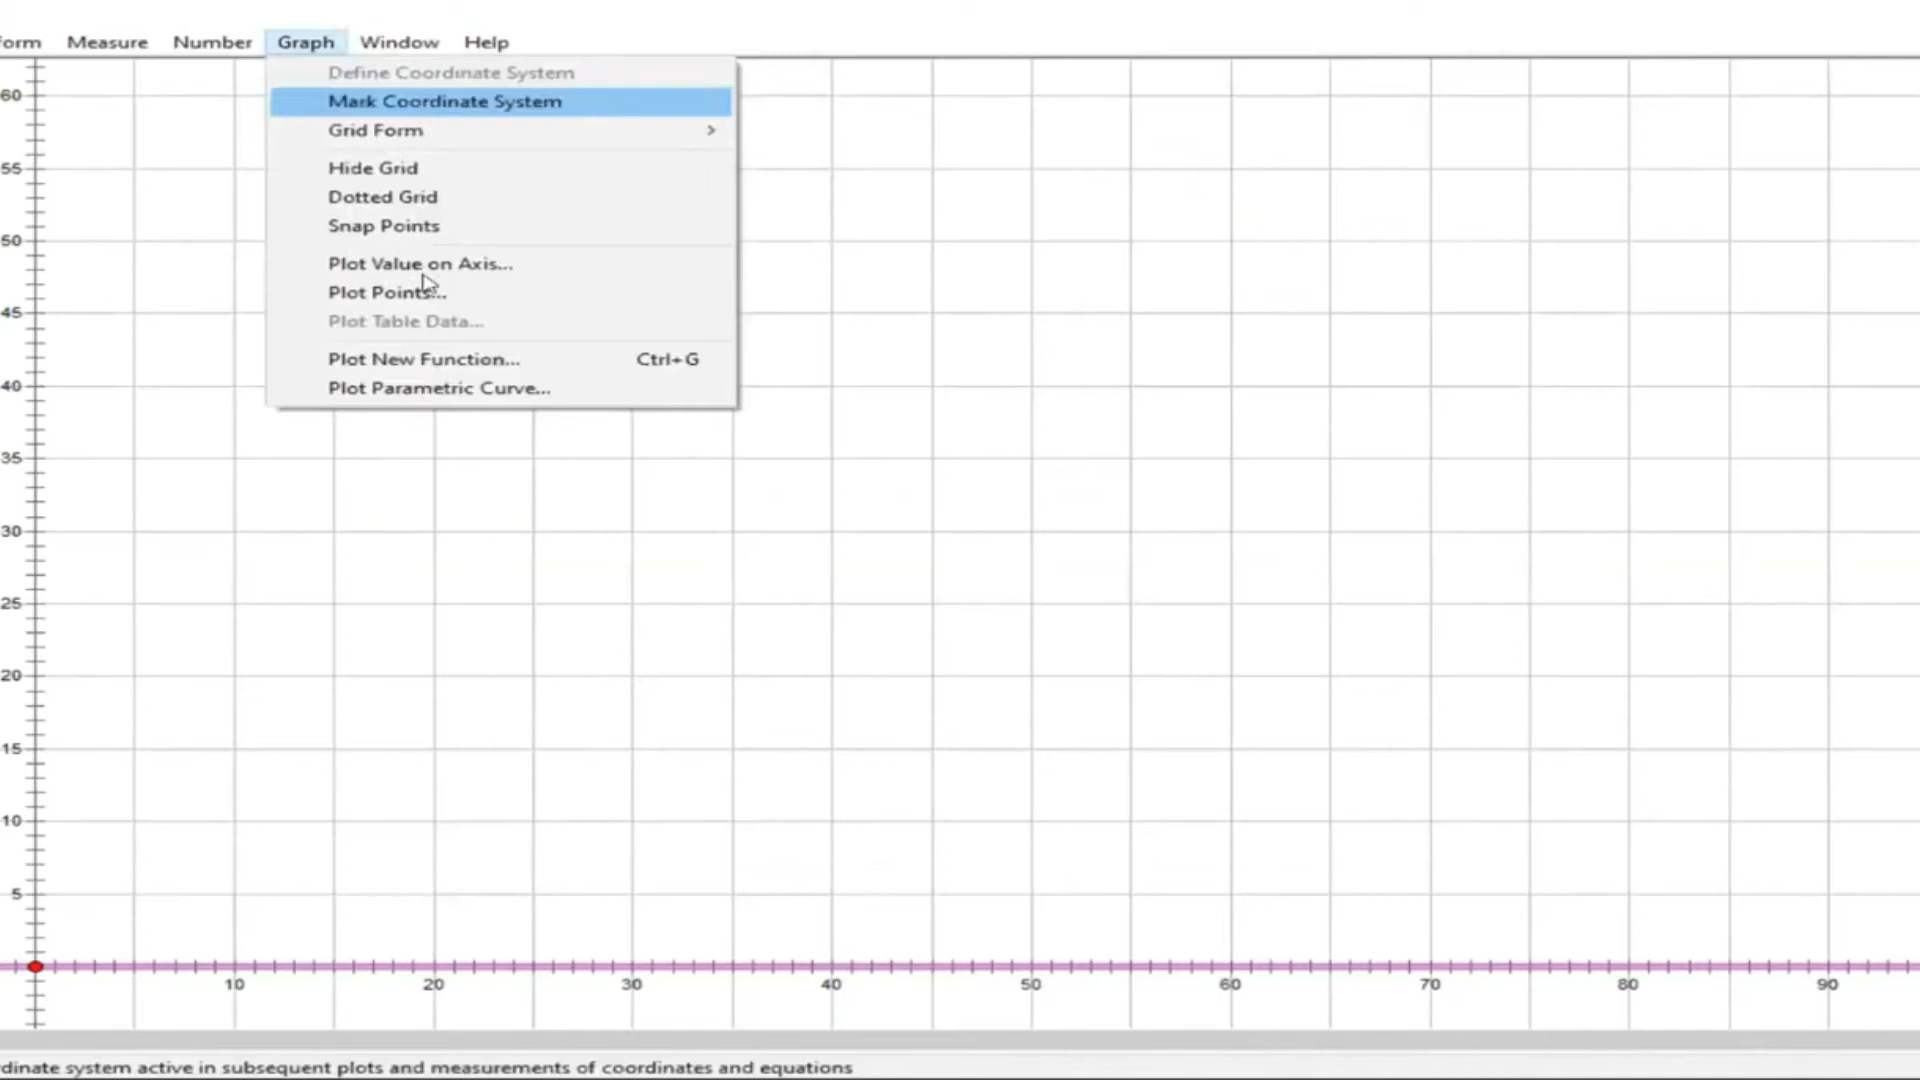 orm Measure Number Graph Window Help
Define Coordinate System
Mark Coordinate System
Grid Form >
Hide Grid
Dotted Grid
Snap Points
Plot Value on Axis...
Plot Points...
Plot Table Data...
Plot New Function... Ctrl+G
Plot Parametric Curve...
60
55
50
45
40
35
30
25
20
15
10
5
10 20 30 40 50 60 70 80 90
dinate system active in subsequent plots and measurements of coordinates and equations